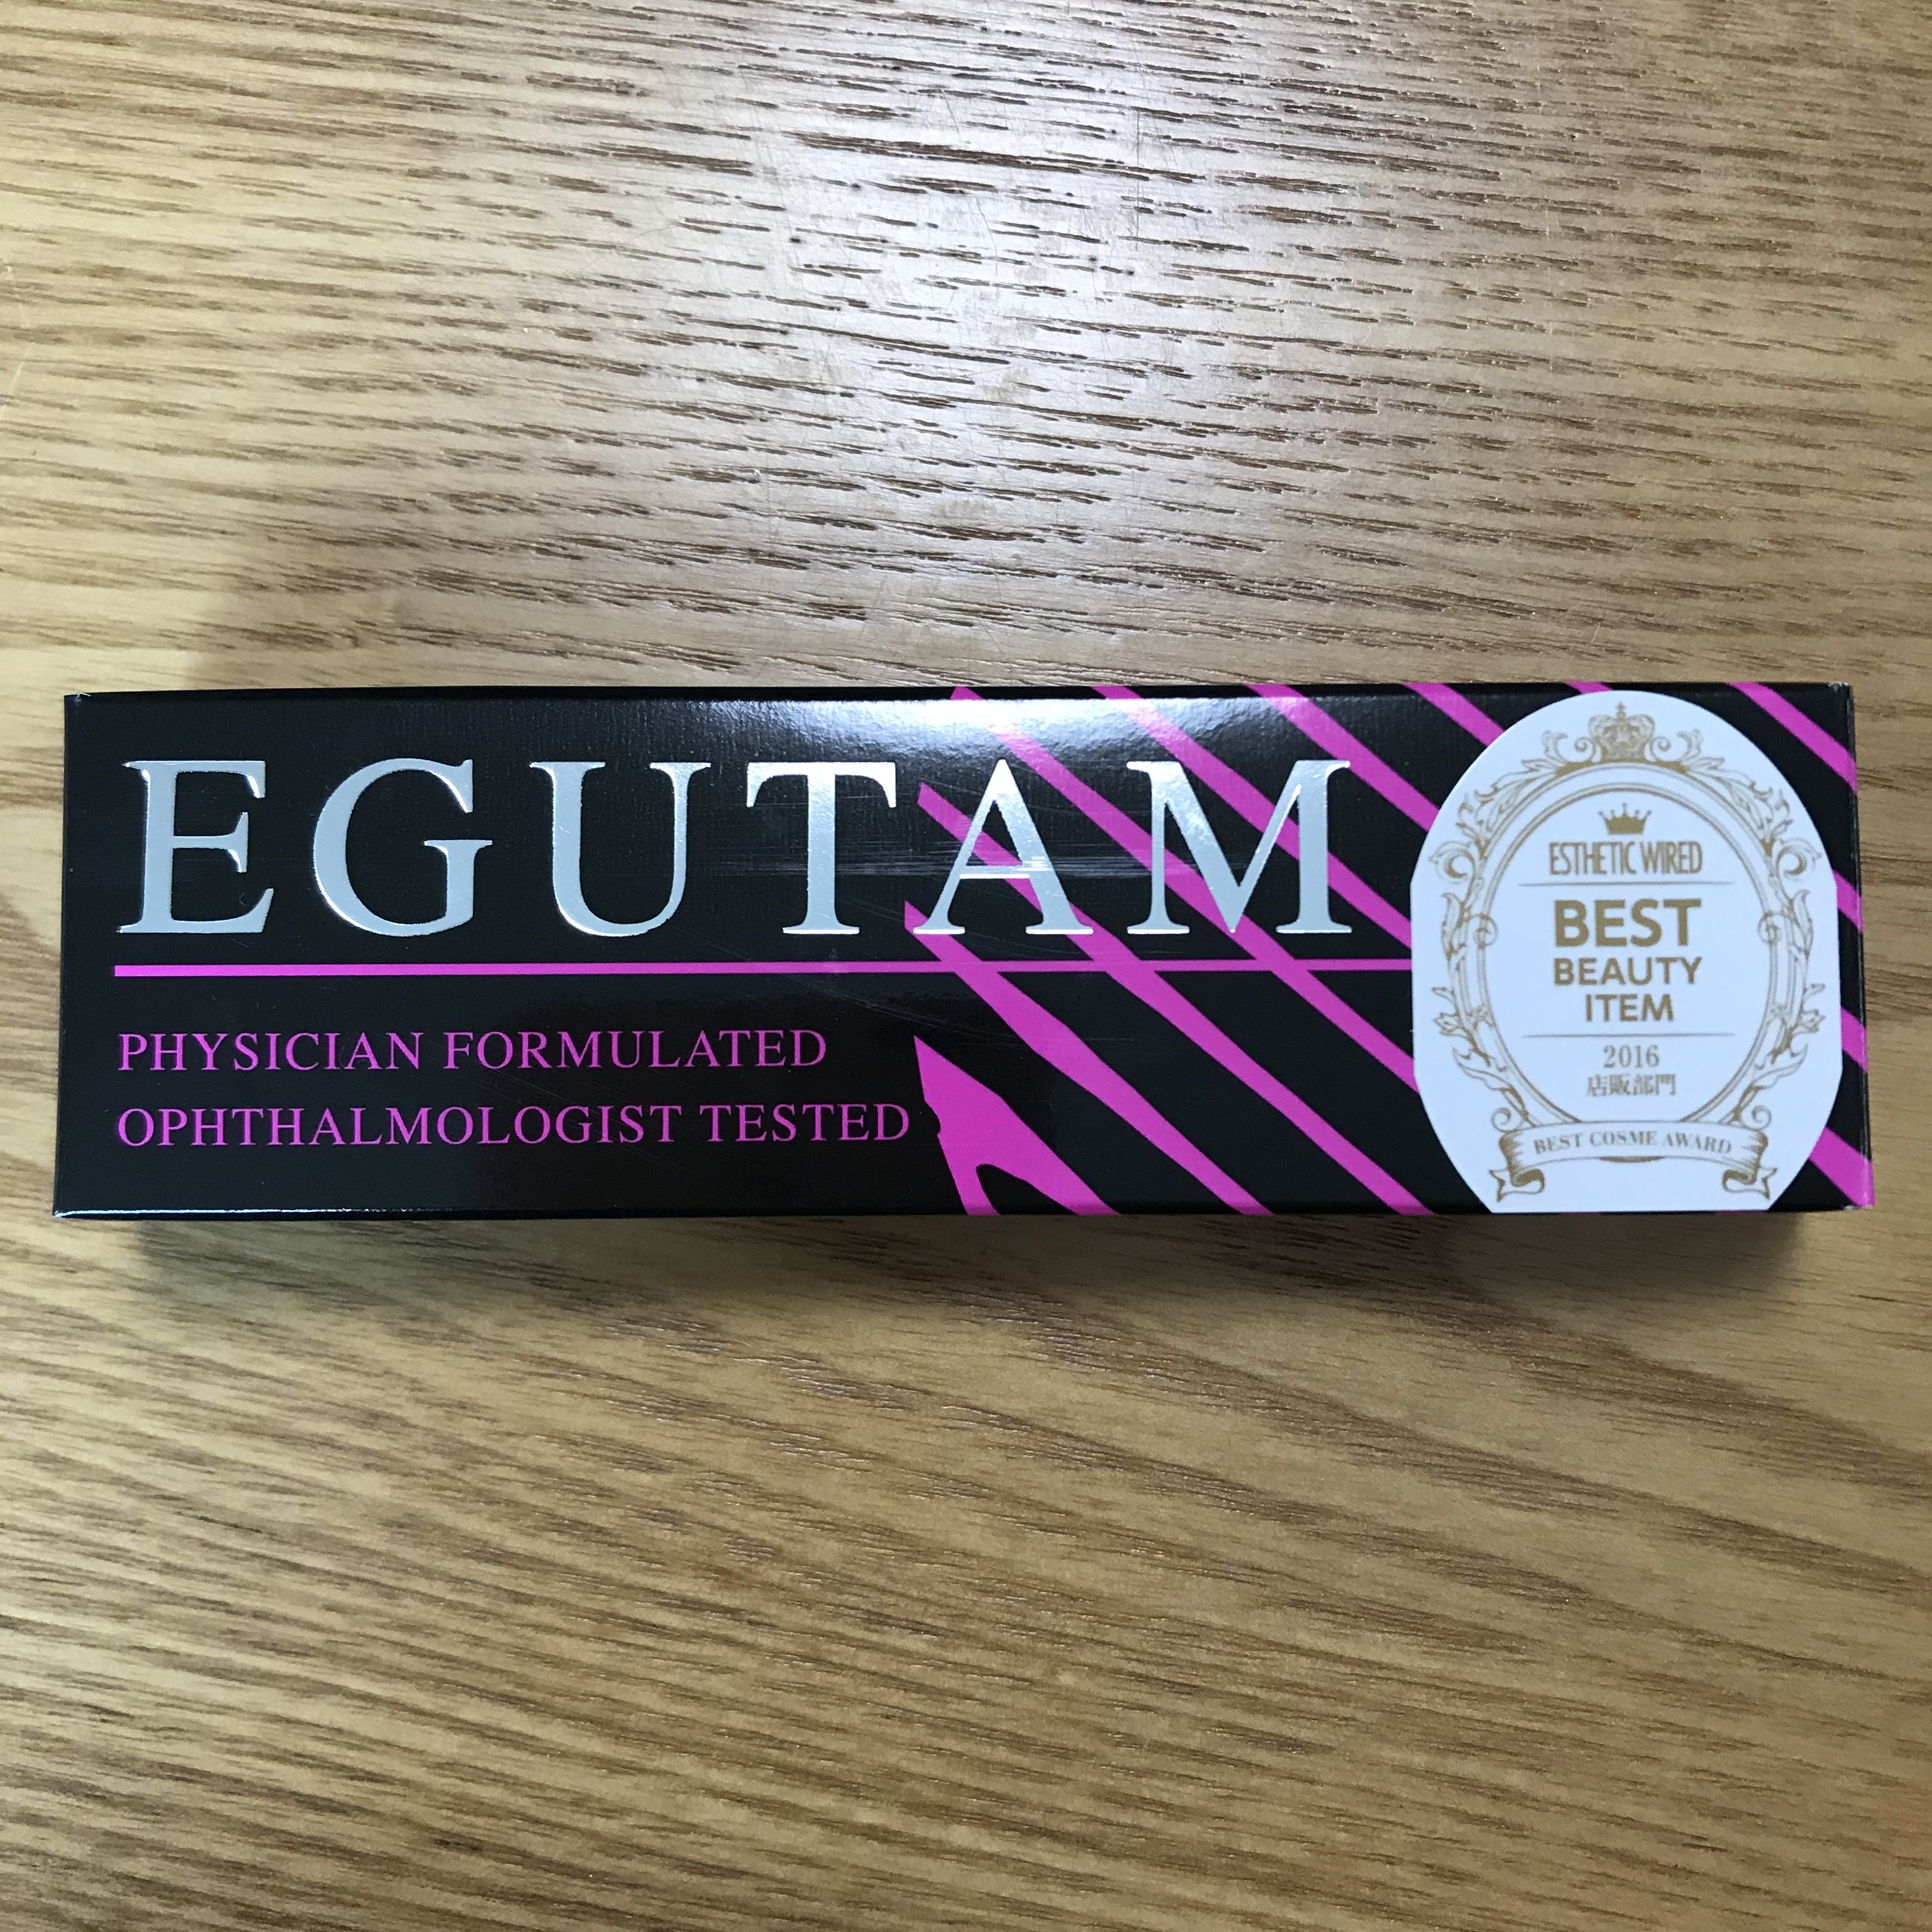 EGUTAM
PHYSICIAN FORMULATED
OPHTHALMOLOGIST TESTED
ESTHETIC WIRED
BEST
BEAUTY
ITEM
2016
店販部門
BEST COSME AWARD